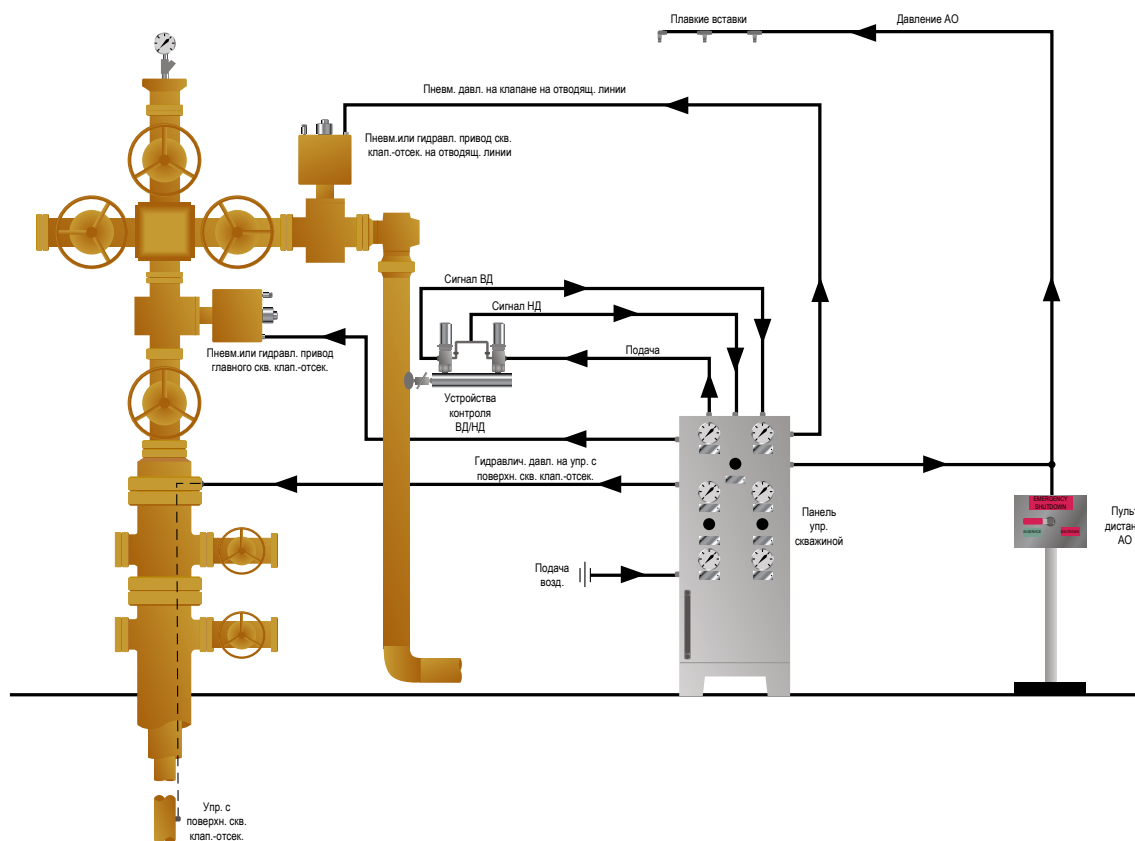 Плавкие вставки
Давление АО
Пневм. давл. на клапане на отводящ. линии
Пневм.или гидравл. привод скв.
клап.-отсек. на отводящ. линии
Сигнал ВД
Сигнал НД
Подача
Пневм.или гидравл. привод
главного скв. клап.-отсек.
Устройства
контроля
ВД/НД
Гидравлич. давл. на упр. с
поверхн. скв. клап.-отсек.
EMERGENCY
SHUTDOWN
Панель
упр.
скважиной
Пульт
дистан
АО
Подача
возд.
Упр. с
поверхн. скв.
клап.-отсек.